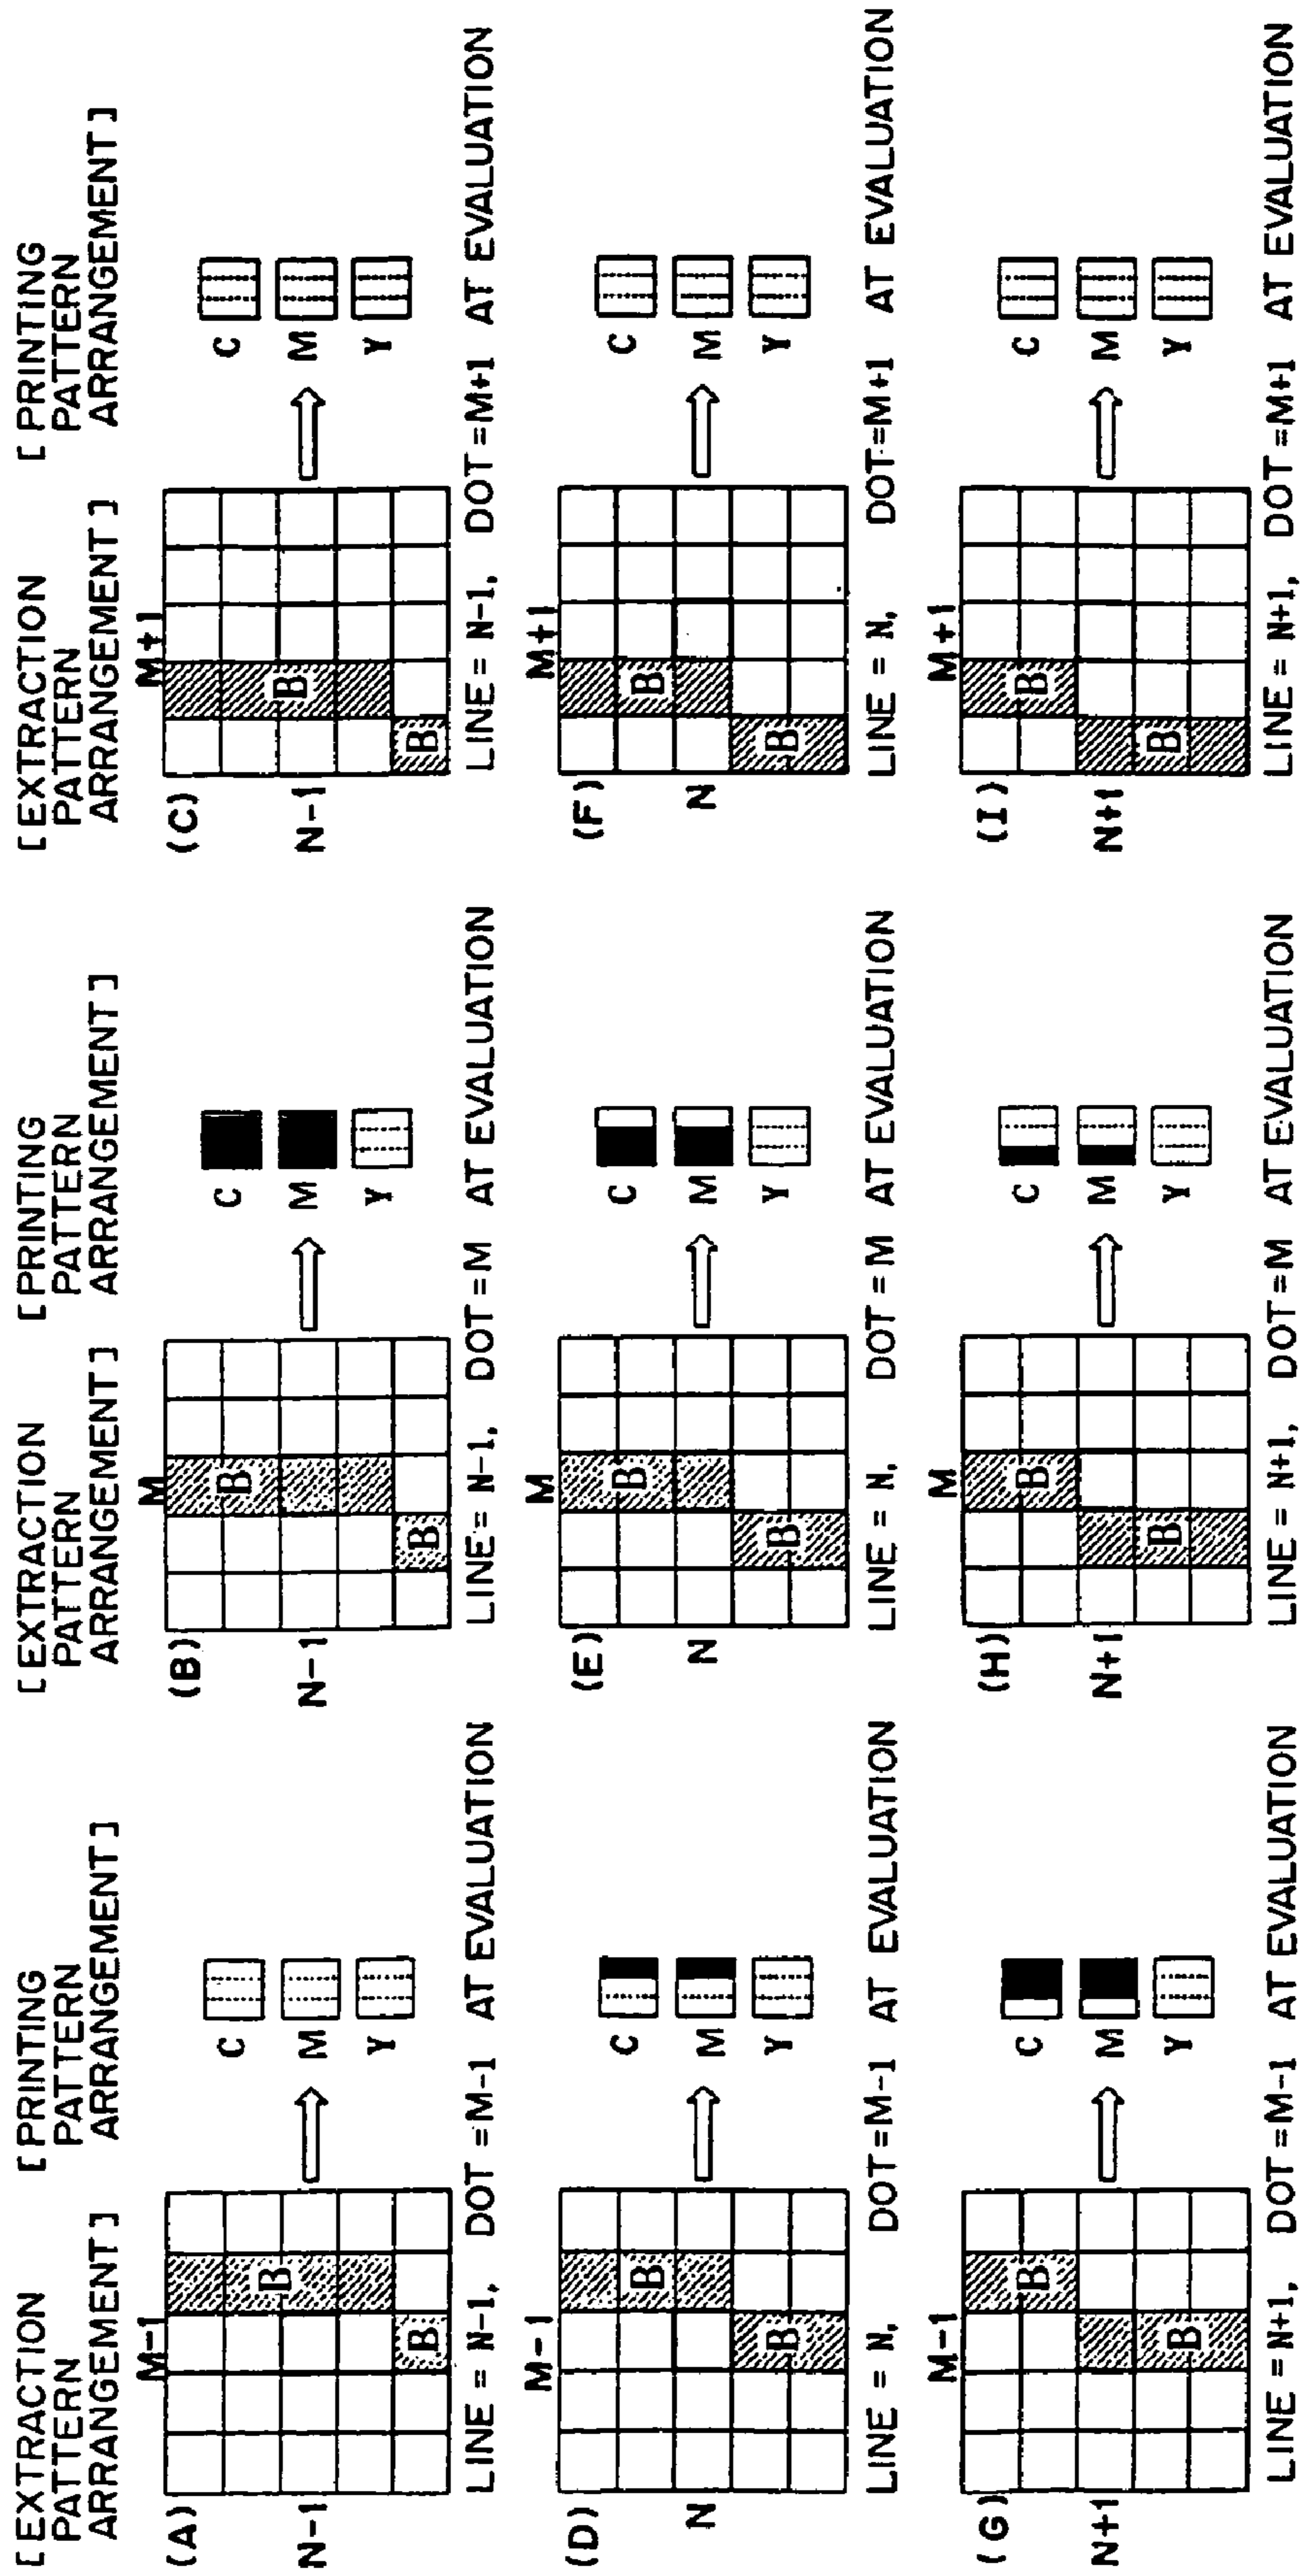 [EXTRACTION
PATTERN
ARRANGEMENT]
[PRINTING
PATTERN
ARRANGEMENT]
[EXTRACTION
PATTERN
ARRANGEMENT]
[PRINTING
PATTERN
ARRANGEMENT]
[EXTRACTION
PATTERN
ARRANGEMENT]
[PRINTING
PATTERN
ARRANGEMENT]
(A)
M-1
N-1
B
B
C
M
Y
LINE = N-1, DOT = M-1 AT EVALUATION
(B)
M
N-1
B
B
C
M
Y
LINE = N-1, DOT = M AT EVALUATION
(C)
M+1
N-1
B
B
C
M
Y
LINE = N-1, DOT = M+1 AT EVALUATION
(D)
M-1
N
B
B
C
M
Y
LINE = N, DOT = M-1 AT EVALUATION
(E)
M
N
B
B
C
M
Y
LINE = N, DOT = M AT EVALUATION
(F)
M+1
N
B
B
C
M
Y
LINE = N, DOT = M+1 AT EVALUATION
(G)
M-1
N+1
B
B
C
M
Y
LINE = N+1, DOT = M-1 AT EVALUATION
(H)
M
N+1
B
B
C
M
Y
LINE = N+1, DOT = M AT EVALUATION
(I)
M+1
N+1
B
B
C
M
Y
LINE = N+1, DOT = M+1 AT EVALUATION